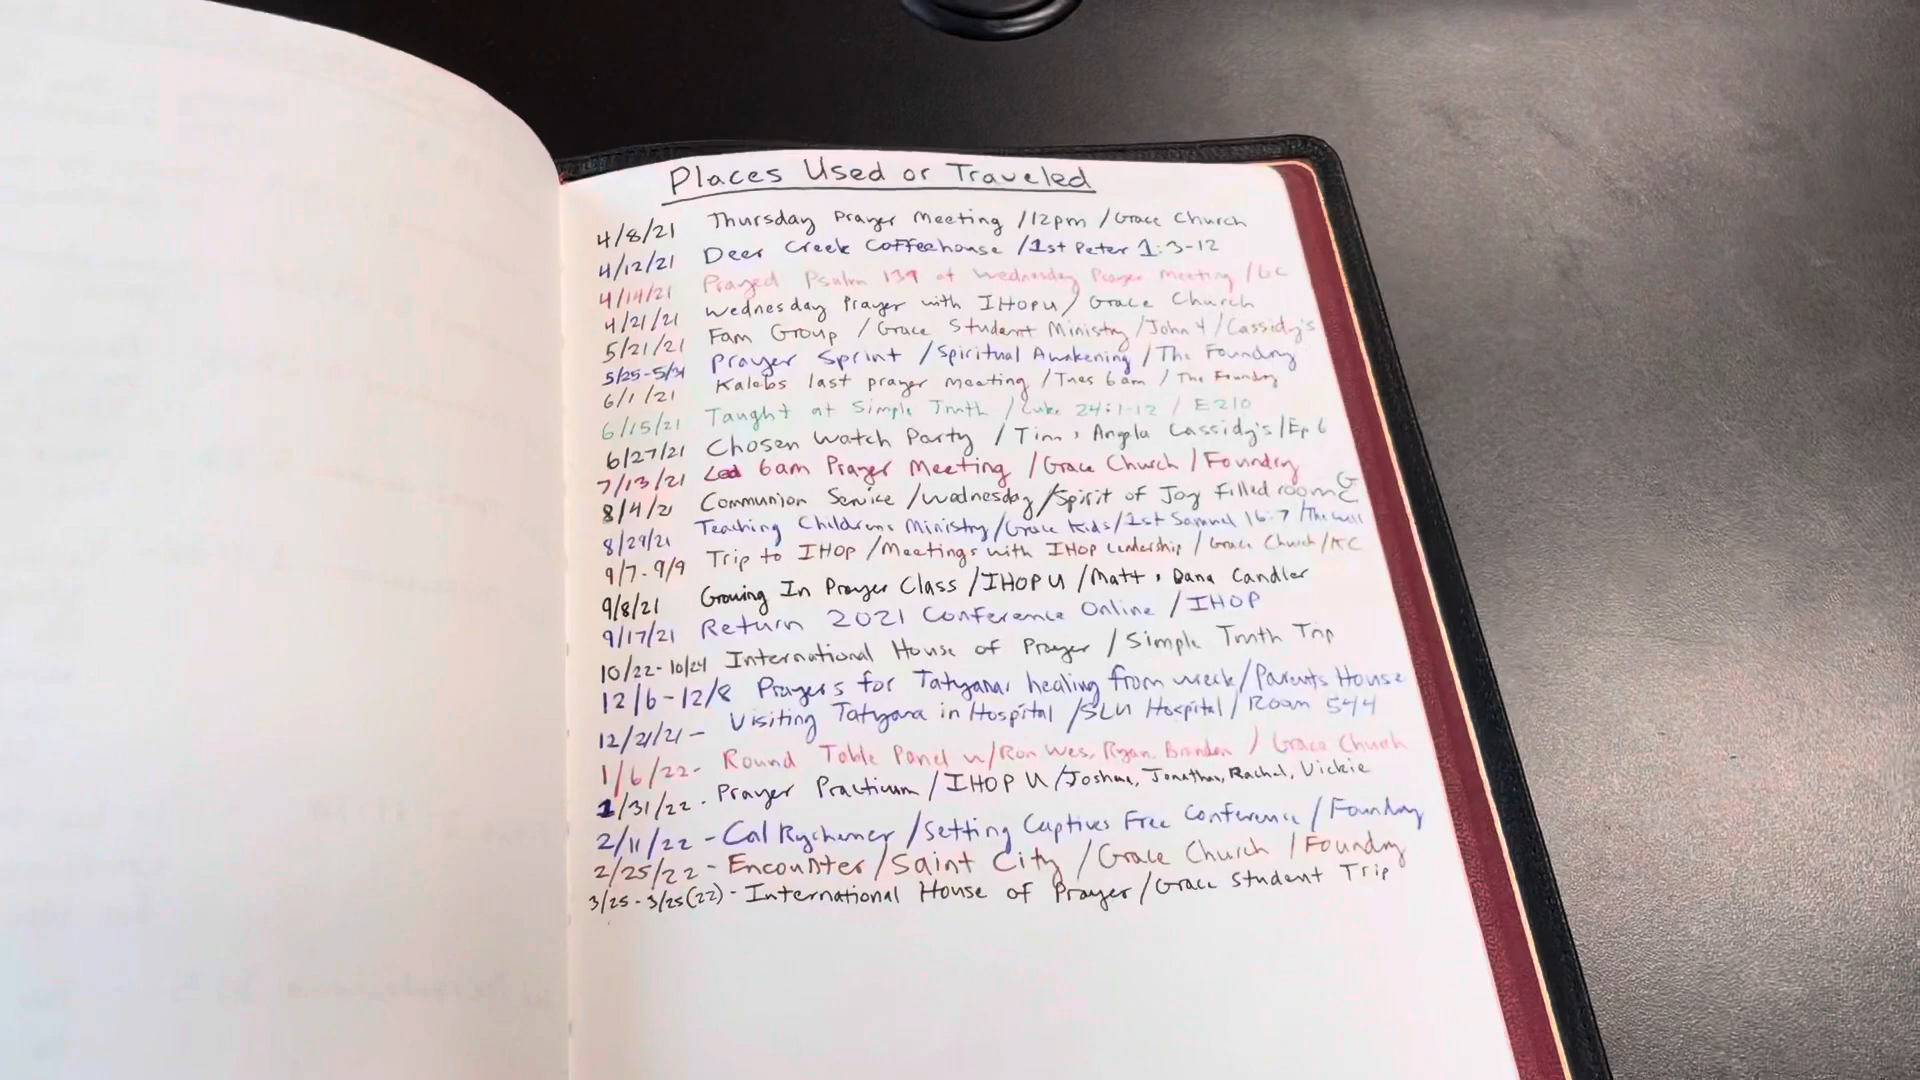 Places Used or Traveled
4/8/21 Thursday Prayer Meeting /12pm /Grace Church
4/12/21 Deer Creek Coffeehouse /1st Peter 1:3-12
4/14/21 Prayed Psalm 139 at Wednesday Prayer Meeting /GC
4/21/21 Wednesday Prayer with IHOPU / Grace Church
5/21/21 Fam Group / Grace Student Ministry /John 4 /Cassidy's
5/25-5/31 Prayer Sprint /Spiritual Awakening /The Foundry
6/1/21 Kalebs last prayer meeting /Tues 6am / The Foundry
6/15/21 Taught at Simple Truth /Luke 24:1-12 / E210
6/27/21 Chosen Watch Party / Tim & Angela Cassidy's /Ep 6
7/13/21 Led 6am Prayer Meeting /Grace Church /Foundry
8/4/21 Communion Service /Wednesday /Spirit of Joy filled room
8/29/21 Teaching Childrens Ministry /Grace Kids/1st Samuel 16:7 /The
9/7-9/9 Trip to IHOP /Meetings with IHOP Leadership / Grace Church /KC
9/8/21 Growing In Prayer Class /IHOP U /Matt & Dana Candler
9/17/21 Return 2021 Conference Online / IHOP
10/22-10/24 International House of Prayer /Simple Truth Trip
12/6-12/8 Prayers for Tatyanas healing from wreck/Parents House
12/21/21- Visiting Tatyana in Hospital /SLU Hospital/Room 544
1/6/22- Round Table Panel w/Ron Wes, Ryan, Brandon / Grace Church
1/31/22- Prayer Practicum /IHOP U/Joshua, Jonathan, Rachel, Vickie
2/11/22 - Cal Rychener /Setting Captives Free Conference /Foundry
2/25/22 - Encounter/Saint City /Grace Church /Foundry
3/25-3/25(22) - International House of Prayer/Grace Student Trip